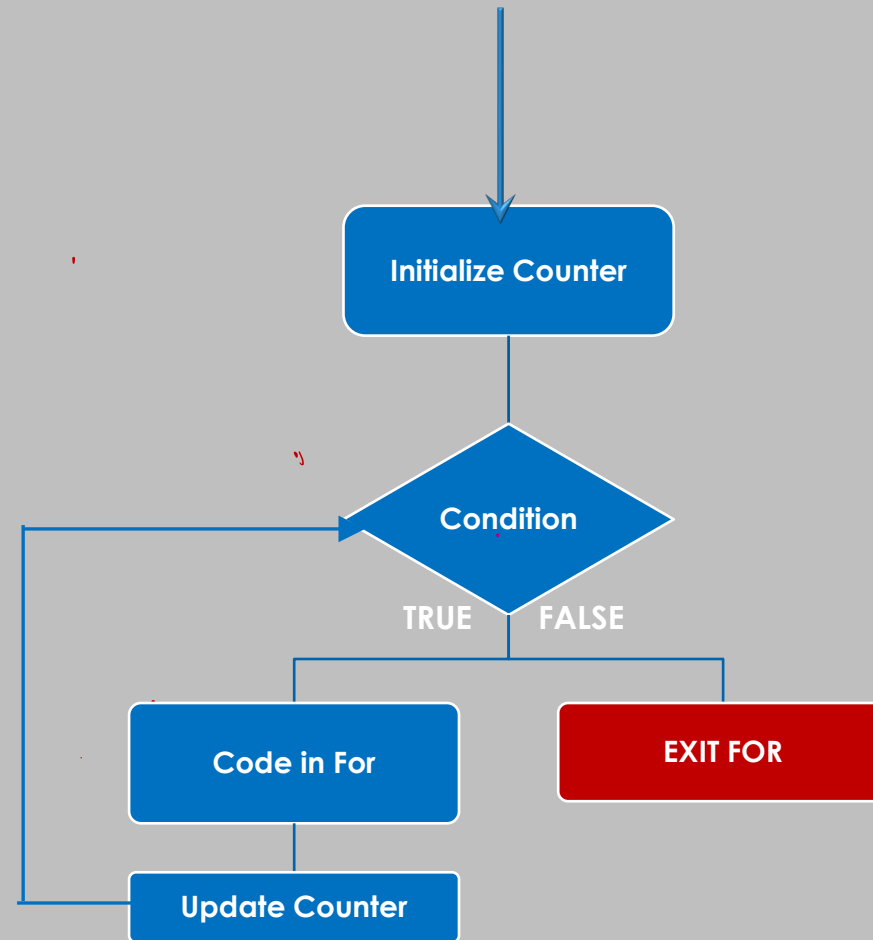 Initialize Counter
Condition
TRUE FALSE
Code in For
EXIT FOR
Update Counter